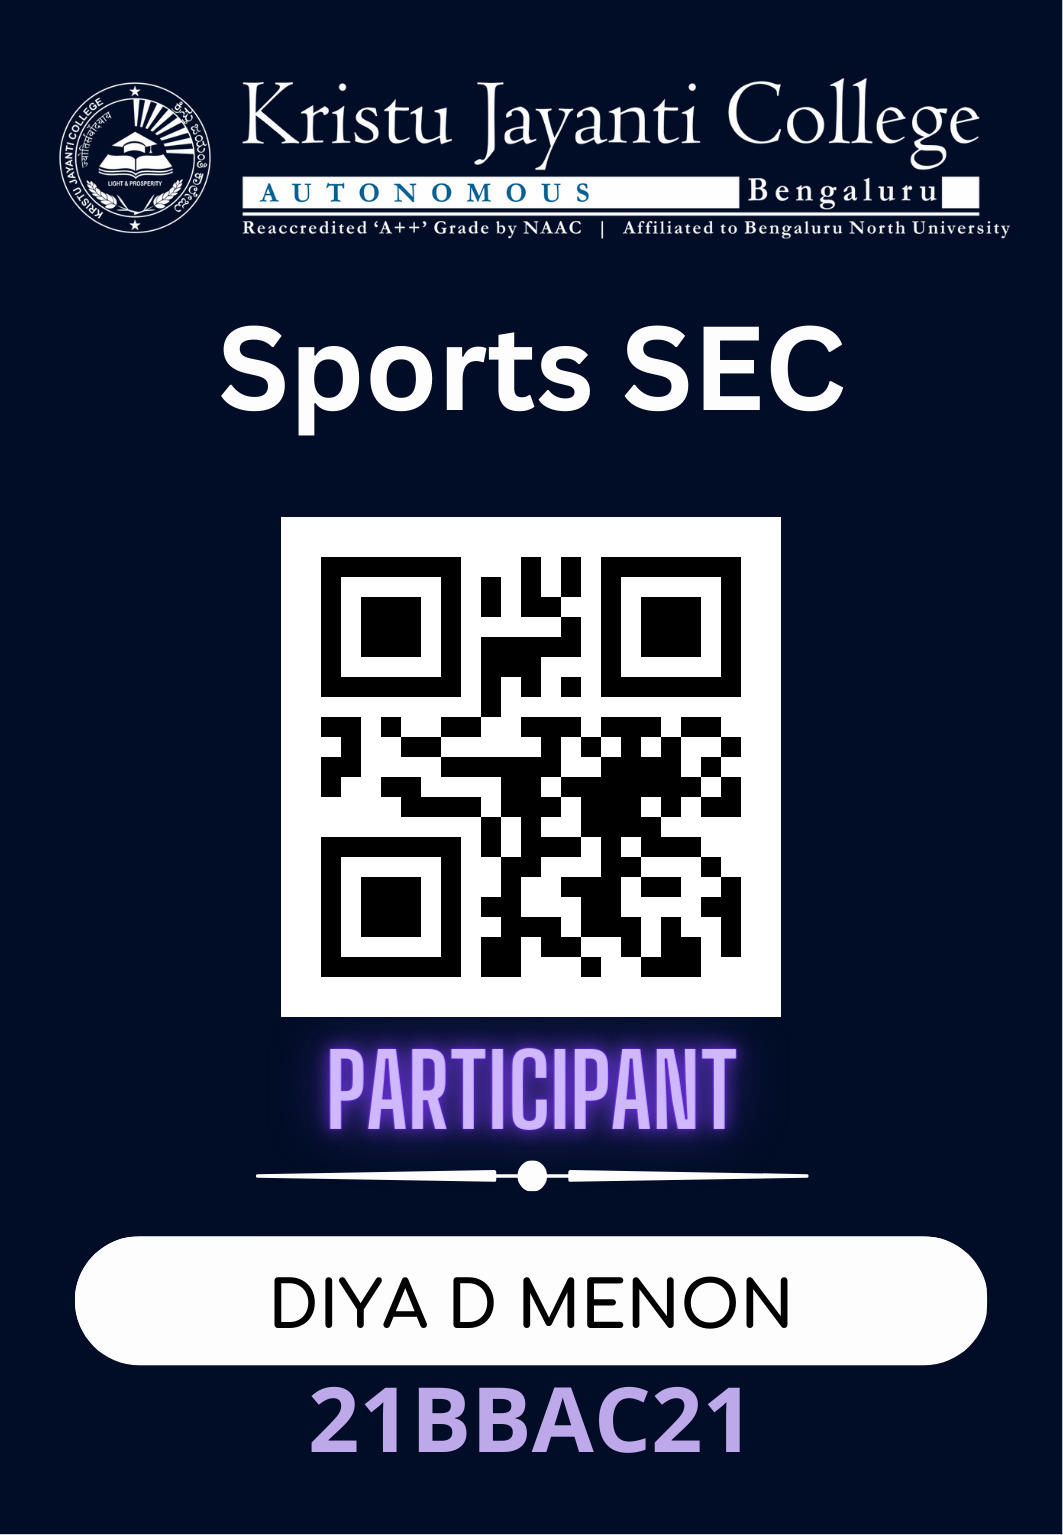 Kristu Jayanti College
AUTONOMOUS Bengaluru
Reaccredited ‘A++’ Grade by NAAC | Affiliated to Bengaluru North University
KRISTU JAYANTI COLLEGE
LIGHT & PROSPERITY
Sports SEC
PARTICIPANT
DIYA D MENON
21BBAC21